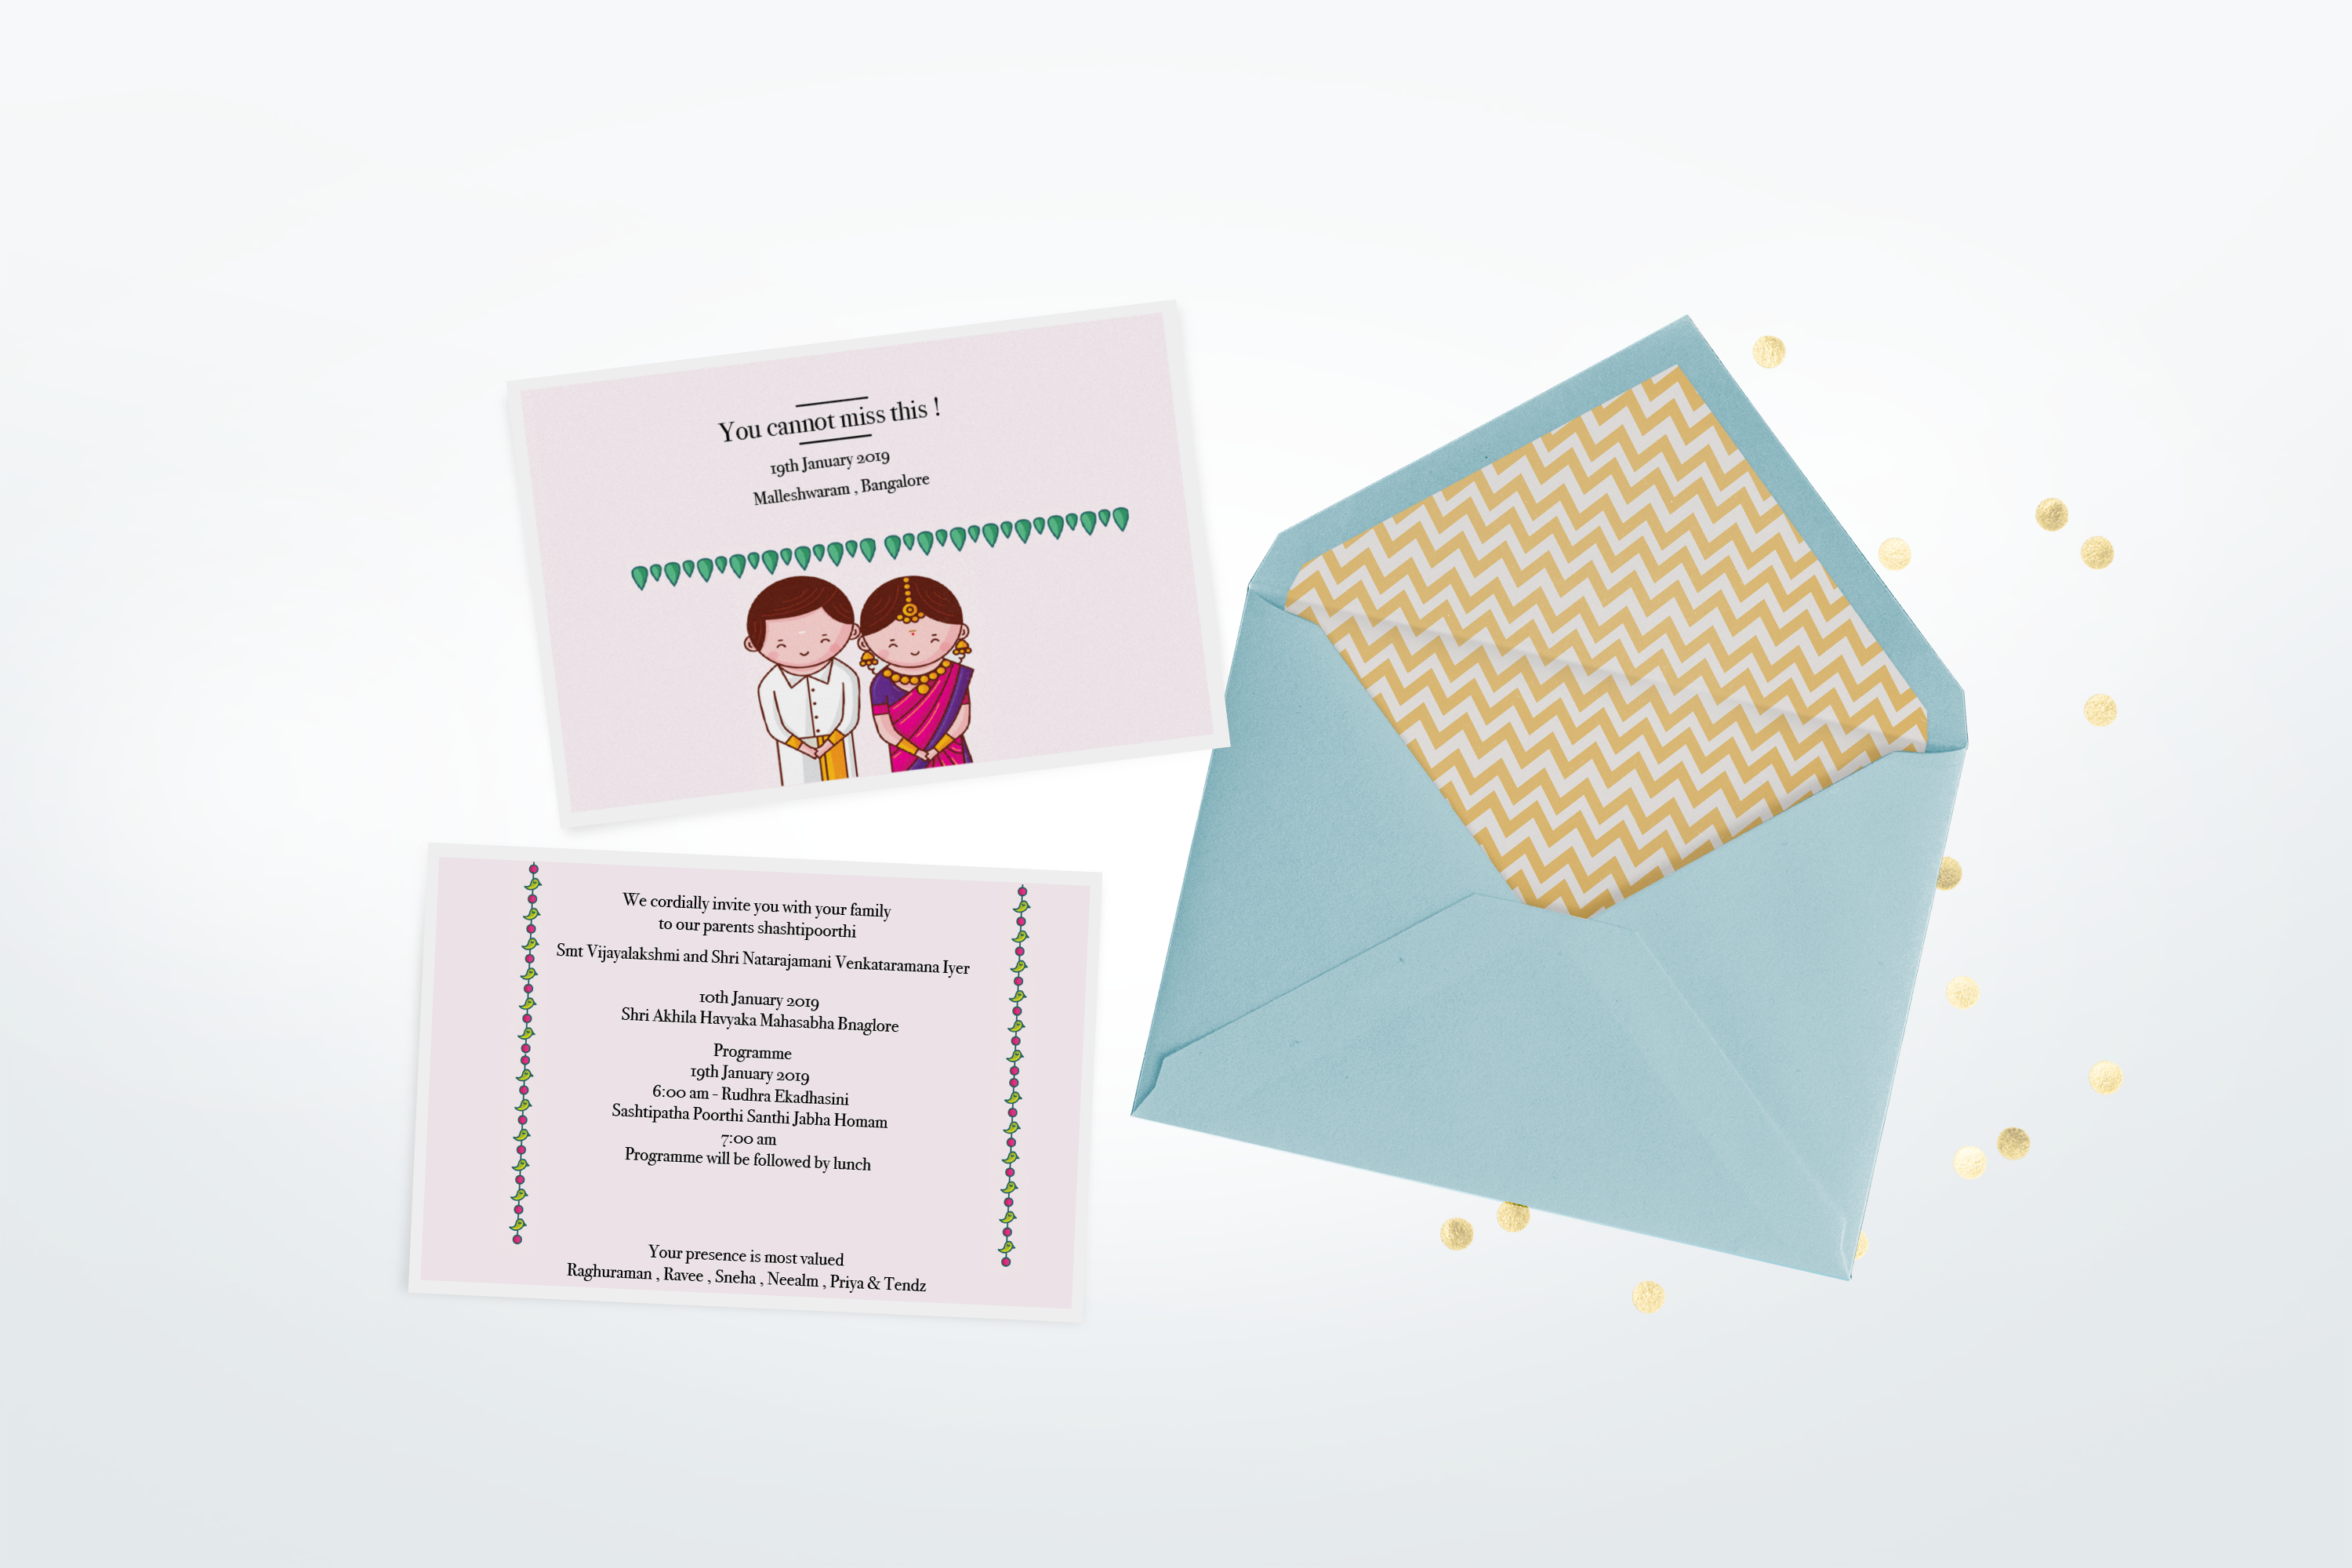 You cannot miss this !
19th January 2019
Malleshwaram , Bangalore
We cordially invite you with your family
to our parents shashtipoorthi
Smt Vijayalakshmi and Shri Natarajamani Venkataramana Iyer
10th January 2019
Shri Akhila Havyaka Mahasabha Bnaglore
Programme
19th January 2019
6:00 am - Rudhra Ekadhasini
Sashtipatha Poorthi Santhi Jabha Homam
7:00 am
Programme will be followed by lunch
Your presence is most valued
Raghuraman , Ravee , Sneha , Neealm , Priya & Tendz